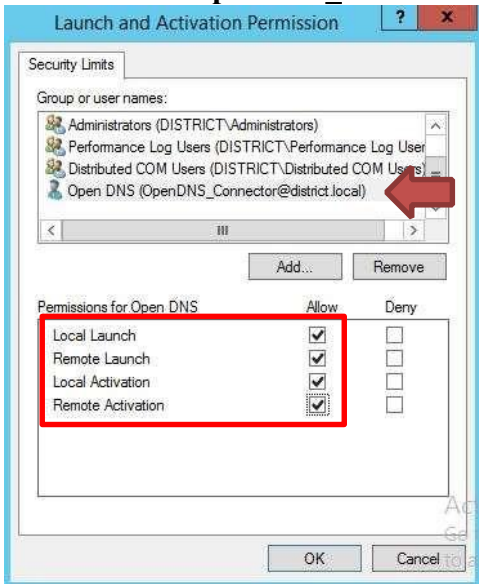 Launch and Activation Permission ? x
Security Limits
Group or user names:
Administrators (DISTRICT\Administrators)
Performance Log Users (DISTRICT\Performance Log User
Distributed COM Users (DISTRICT\Distributed COM Users)
Open DNS (OpenDNS_Connector@district.local)
Add... Remove
Permissions for Open DNS Allow Deny
Local Launch
Remote Launch
Local Activation
Remote Activation
OK Cancel